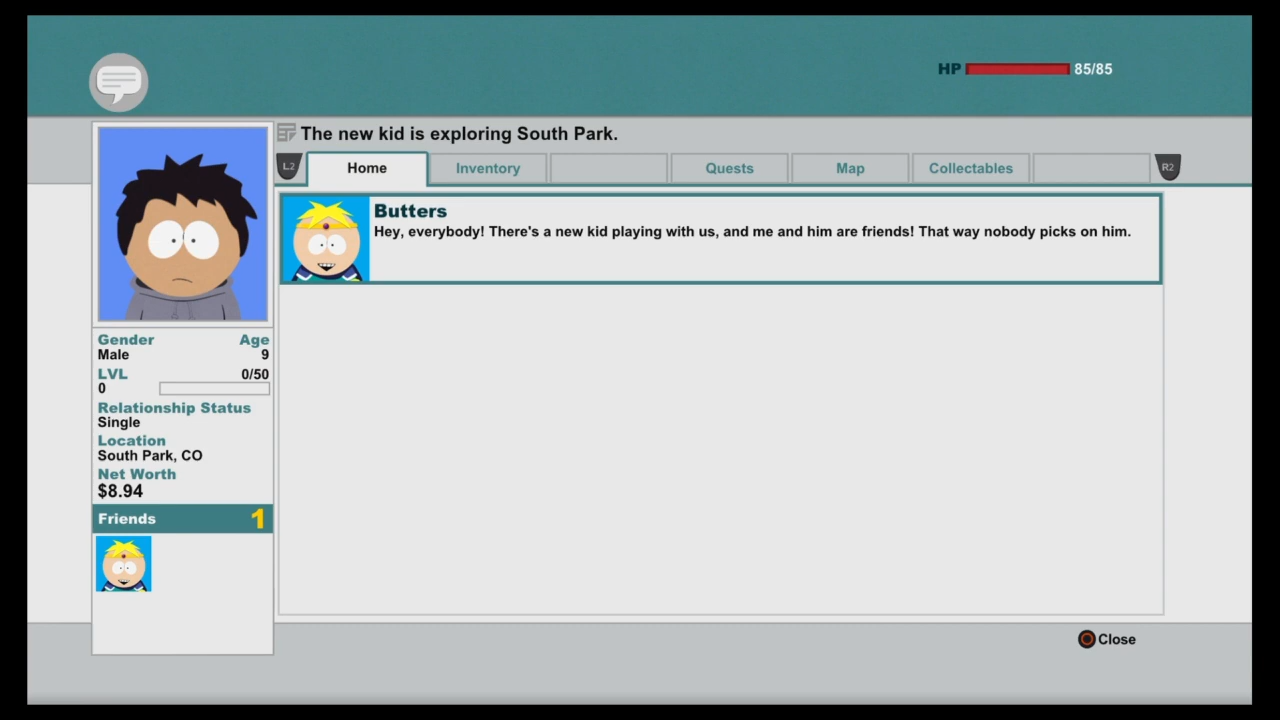 HP 85/85
The new kid is exploring South Park.
L2 Home Inventory Quests Map Collectables R2
Butters
Hey, everybody! There's a new kid playing with us, and me and him are friends! That way nobody picks on him.
Gender Age
Male 9
LVL 0/50
0
Relationship Status
Single
Location
South Park, CO
Net Worth
$8.94
Friends 1
Close